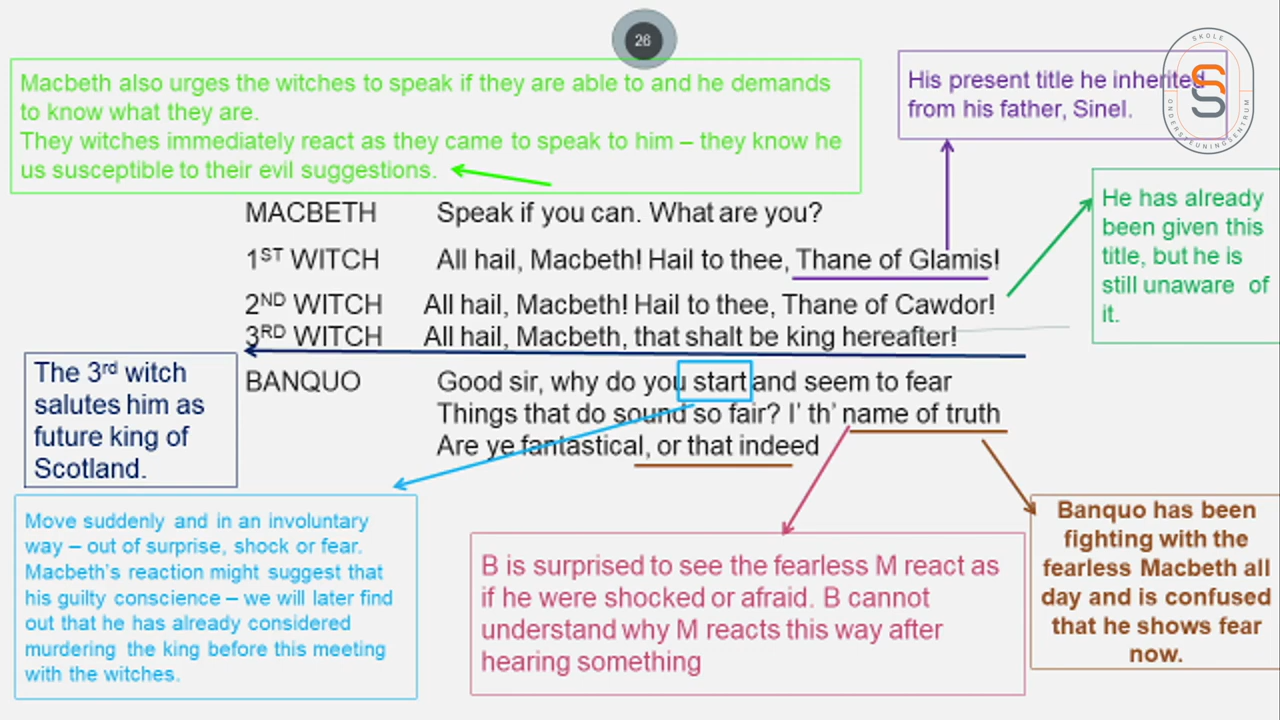 26
Macbeth also urges the witches to speak if they are able to and he demands
to know what they are.
They witches immediately react as they came to speak to him – they know he
us susceptible to their evil suggestions.
His present title he inherited
from his father, Sinel.
SKOLE
ONDERSTEUNINGSENTRUM
He has already
been given this
title, but he is
still unaware of
it.
MACBETH Speak if you can. What are you?
1ST WITCH All hail, Macbeth! Hail to thee, Thane of Glamis!
2ND WITCH All hail, Macbeth! Hail to thee, Thane of Cawdor!
3RD WITCH All hail, Macbeth, that shalt be king hereafter!
BANQUO Good sir, why do you start and seem to fear
Things that do sound so fair? I' th' name of truth
Are ye fantastical, or that indeed
The 3rd witch
salutes him as
future king of
Scotland.
Move suddenly and in an involuntary
way – out of surprise, shock or fear.
Macbeth's reaction might suggest that
his guilty conscience – we will later find
out that he has already considered
murdering the king before this meeting
with the witches.
B is surprised to see the fearless M react as
if he were shocked or afraid. B cannot
understand why M reacts this way after
hearing something
Banquo has been
fighting with the
fearless Macbeth all
day and is confused
that he shows fear
now.